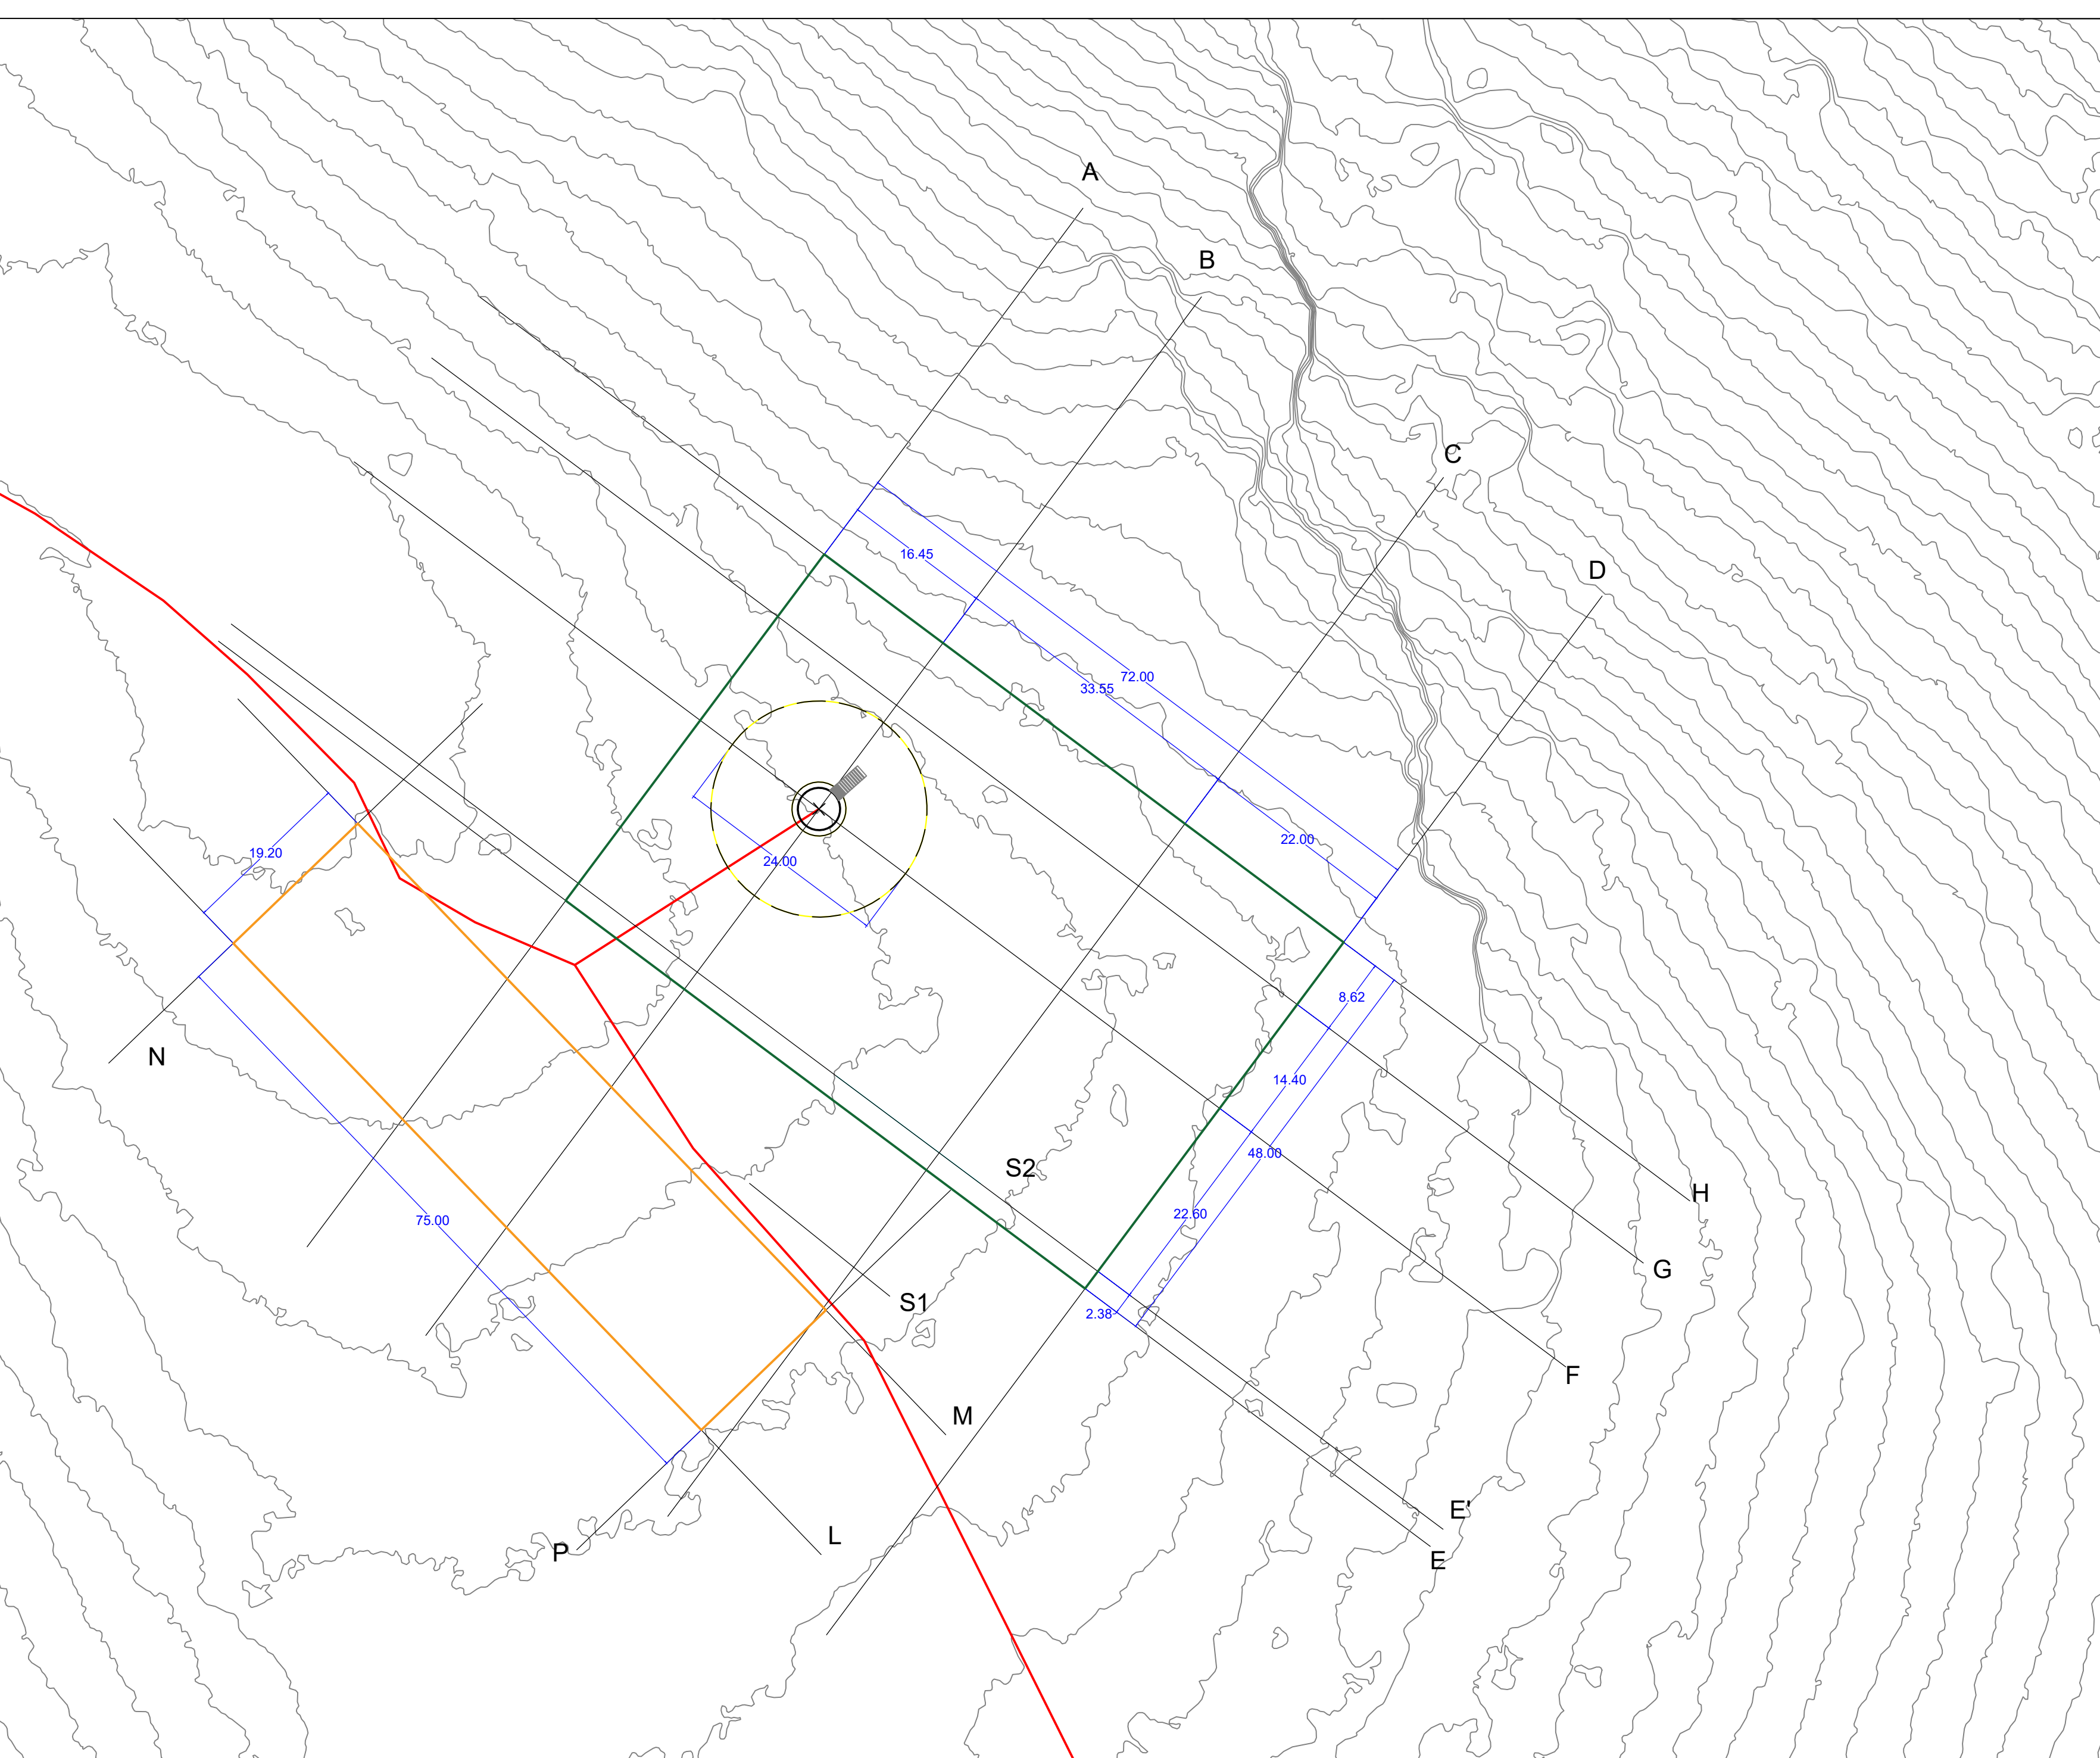 A
B
C
16.45
D
72.00
33.55
22.00
19.20
24.00
8.62
N
14.40
48.00
S2
H
22.60
75.00
G
S1
2.38
F
M
E'
L
P
E